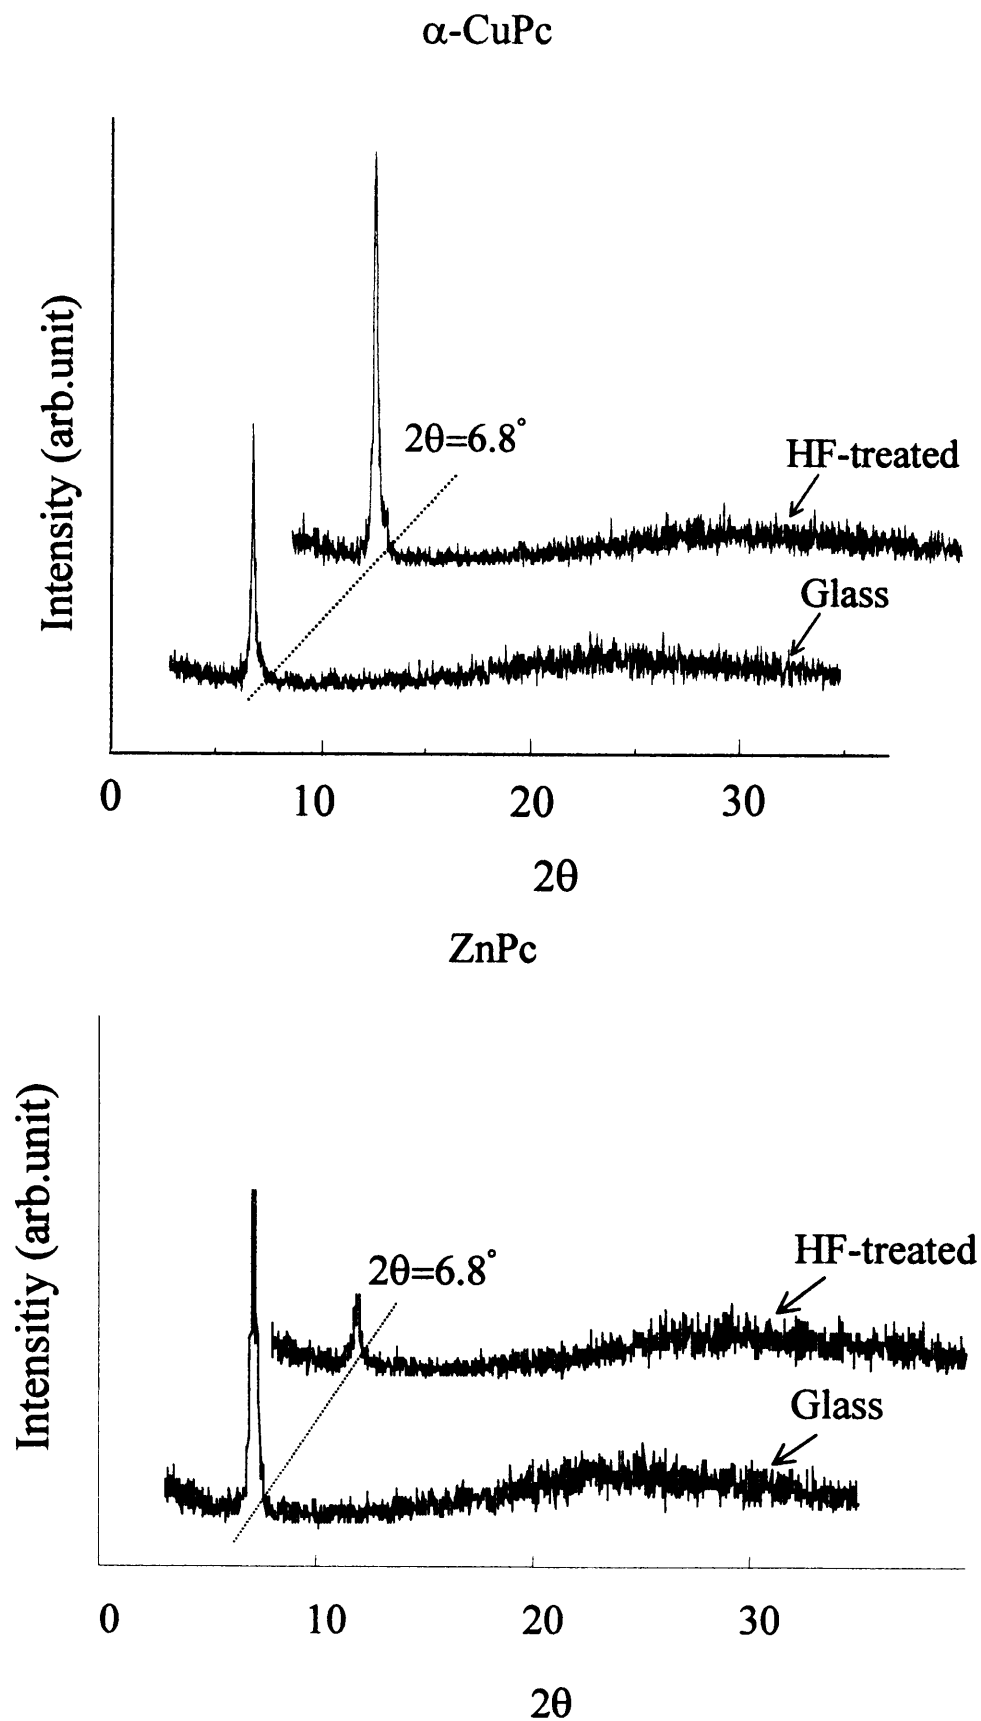 α-CuPc
Intensity (arb.unit)
2θ=6.8°
HF-treated
Glass
0 10 20 30
2θ
ZnPc
Intensitiy (arb.unit)
2θ=6.8°
HF-treated
Glass
0 10 20 30
2θ